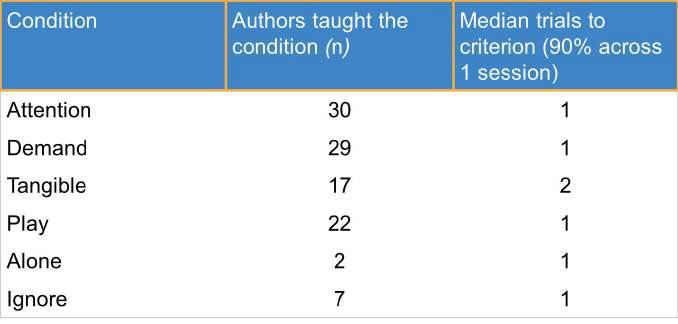 Condition Authors taught the Median trials to
condition (n) criterion (90% across
1 session)
Attention 30 1
Demand 29 1
Tangible 17 2
Play 22 1
Alone 2 1
Ignore 7 1